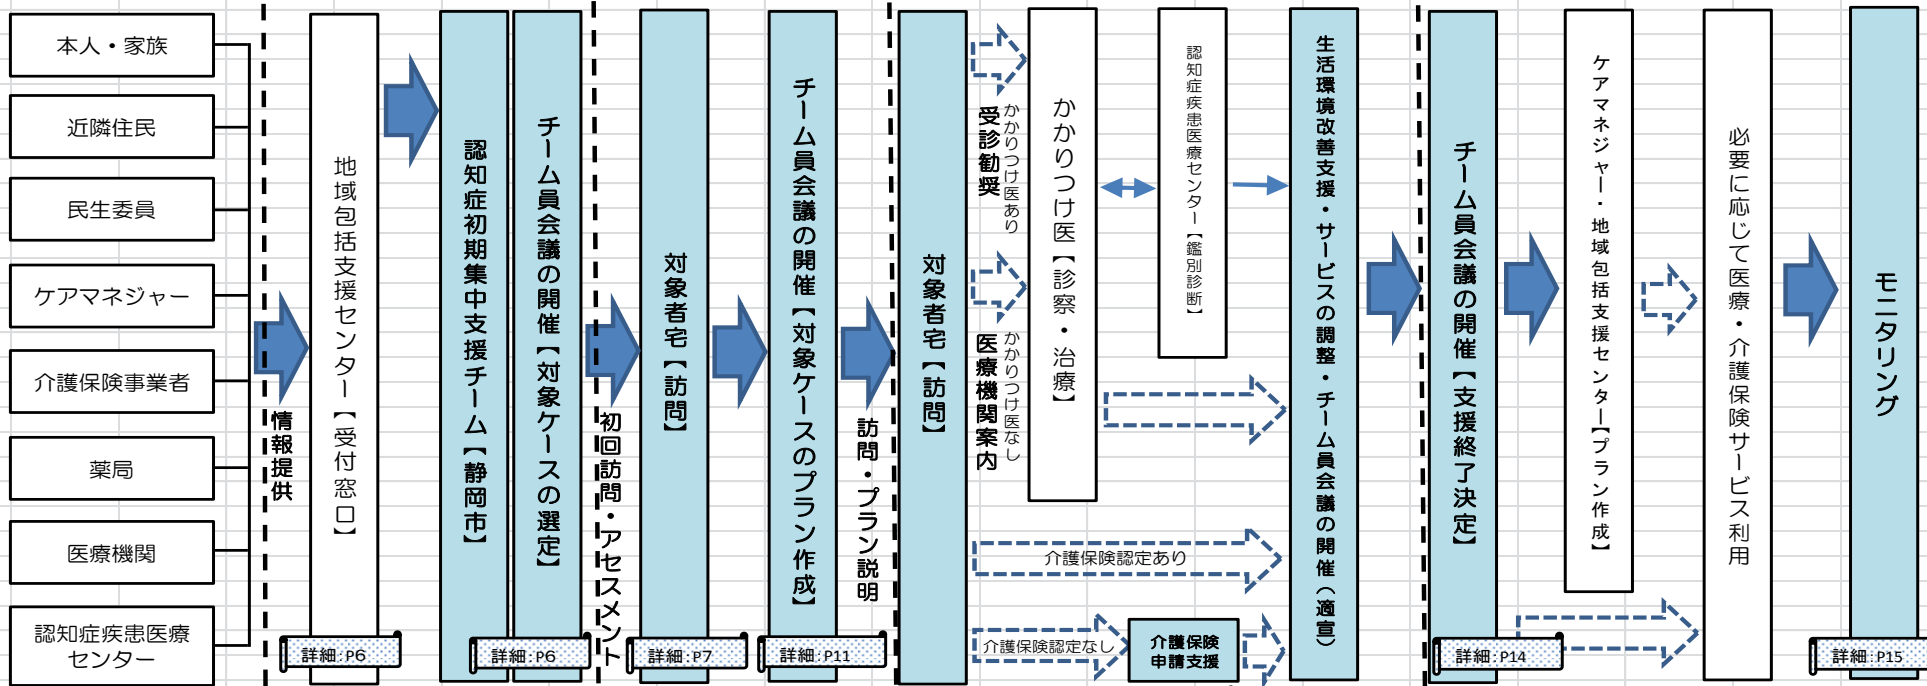 本人・家族
近隣住民
民生委員
ケアマネジャー
介護保険事業者
薬局
医療機関
認知症疾患医療
センター
情報提供
地域包括支援センター【受付窓口】
詳細:P6
認知症初期集中支援チーム【静岡市】
チーム員会議の開催【対象ケースの選定】
詳細:P6
初回訪問・アセスメント
対象者宅【訪問】
詳細:P7
チーム員会議の開催【対象ケースのプラン作成】
詳細:P11
訪問・プラン説明
対象者宅【訪問】
受診勧奨
かかりつけ医あり
医療機関案内
かかりつけ医なし
かかりつけ医【診察・治療】
認知症疾患医療センター【鑑別診断】
介護保険認定あり
介護保険認定なし
介護保険
申請支援
生活環境改善支援・サービスの調整・チーム員会議の開催（適宜）
チーム員会議の開催【支援終了決定】
詳細:P14
ケアマネジャー・地域包括支援センター【プラン作成】
必要に応じて医療・介護保険サービス利用
モニタリング
詳細:P15